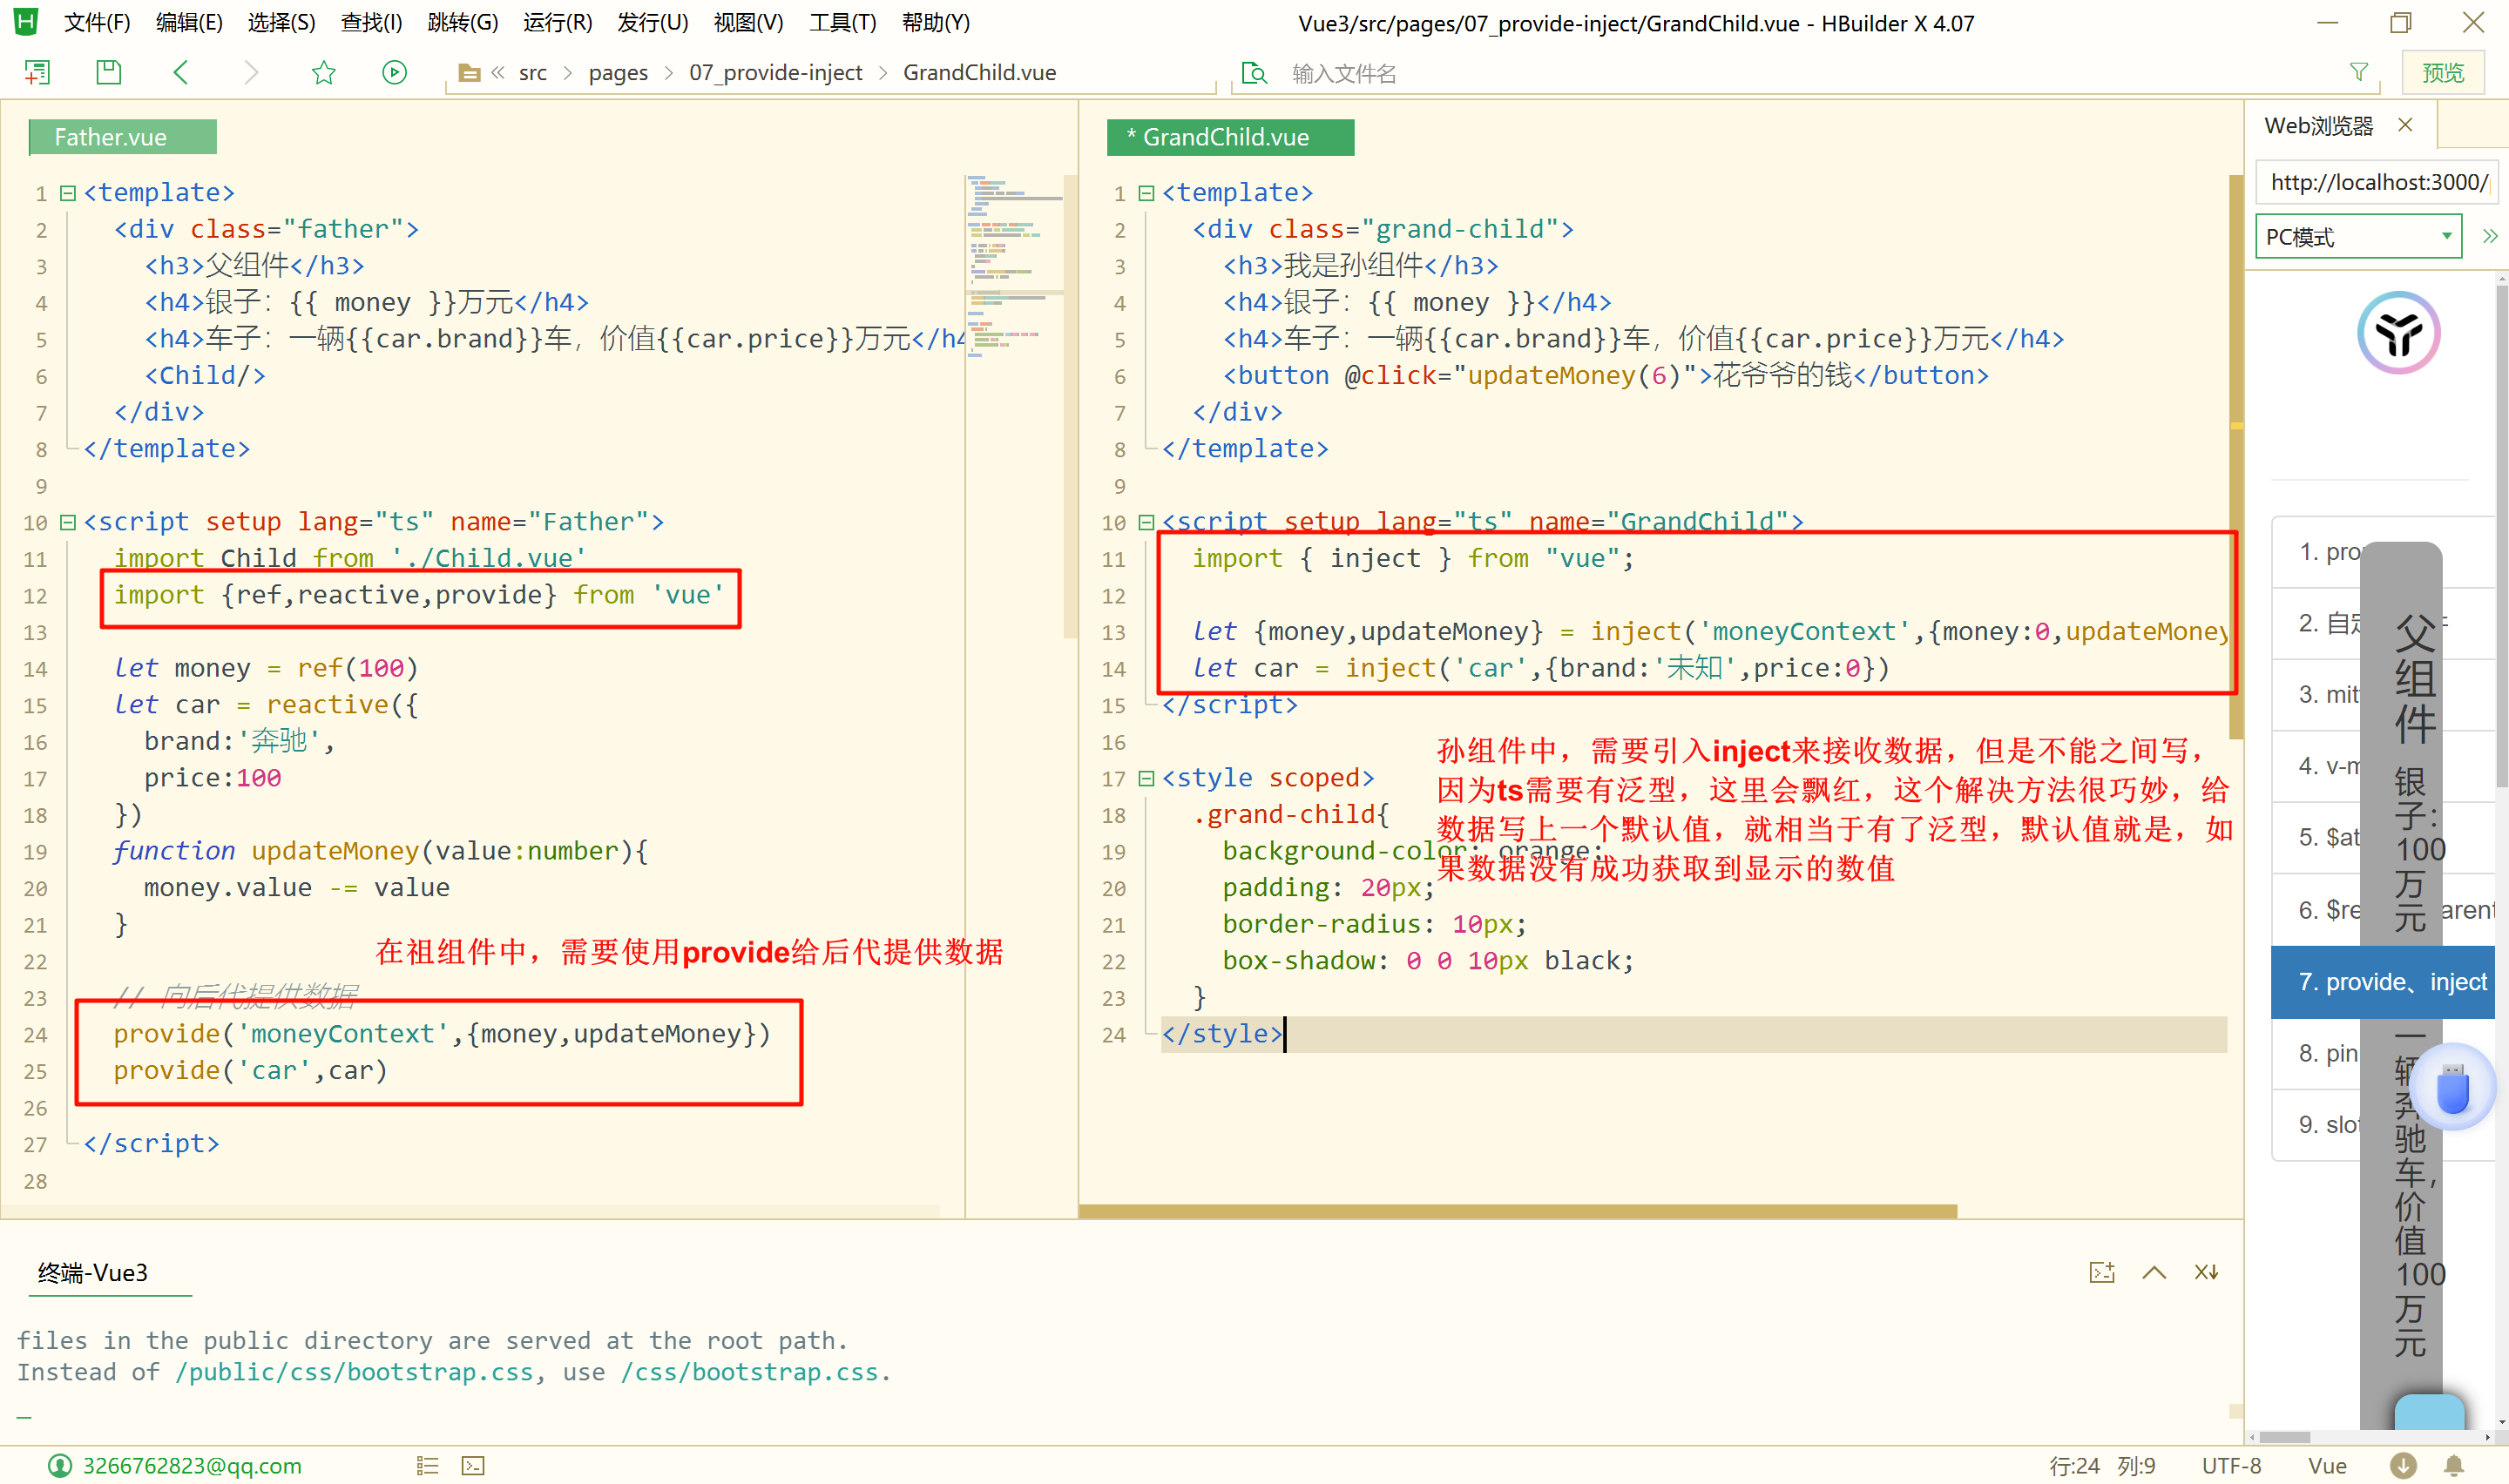 文件(F) 编辑(E) 选择(S) 查找(I) 跳转(G) 运行(R) 发行(U) 视图(V) 工具(T) 帮助(Y)
Vue3/src/pages/07_provide-inject/GrandChild.vue - HBuilder X 4.07
src > pages > 07_provide-inject > GrandChild.vue
输入文件名
预览
Father.vue
1 <template>
2 <div class="father">
3 <h3>父组件</h3>
4 <h4>银子：{{ money }}万元</h4>
5 <h4>车子：一辆{{car.brand}}车，价值{{car.price}}万元</h4
6 <Child/>
7 </div>
8 </template>
9
10 <script setup lang="ts" name="Father">
11 import Child from './Child.vue'
12 import {ref,reactive,provide} from 'vue'
13
14 let money = ref(100)
15 let car = reactive({
16 brand:'奔驰',
17 price:100
18 })
19 function updateMoney(value:number){
20 money.value -= value
21 }
22
在祖组件中，需要使用provide给后代提供数据
23 // 向后代提供数据
24 provide('moneyContext',{money,updateMoney})
25 provide('car',car)
26
27 </script>
28
* GrandChild.vue
1 <template>
2 <div class="grand-child">
3 <h3>我是孙组件</h3>
4 <h4>银子：{{ money }}</h4>
5 <h4>车子：一辆{{car.brand}}车，价值{{car.price}}万元</h4>
6 <button @click="updateMoney(6)">花爷爷的钱</button>
7 </div>
8 </template>
9
10 <script setup lang="ts" name="GrandChild">
11 import { inject } from "vue";
12
13 let {money,updateMoney} = inject('moneyContext',{money:0,updateMoney
14 let car = inject('car',{brand:'未知',price:0})
15 </script>
16
17 <style scoped>
18 .grand-child{
19 background-color: orange;
20 padding: 20px;
21 border-radius: 10px;
22 box-shadow: 0 0 10px black;
23 }
24 </style>
孙组件中，需要引入inject来接收数据，但是不能之间写，
因为ts需要有泛型，这里会飘红，这个解决方法很巧妙，给
数据写上一个默认值，就相当于有了泛型，默认值就是，如
果数据没有成功获取到显示的数值
Web浏览器
http://localhost:3000/
PC模式
1. pro
2. 自定
3. mit
4. v-m
5. $at
6. $re arent
7. provide、inject
8. pin
9. slot
父组件
银子：100万元
一辆奔驰车，价值100万元
终端-Vue3
files in the public directory are served at the root path.
Instead of /public/css/bootstrap.css, use /css/bootstrap.css.
3266762823@qq.com
行:24 列:9 UTF-8 Vue